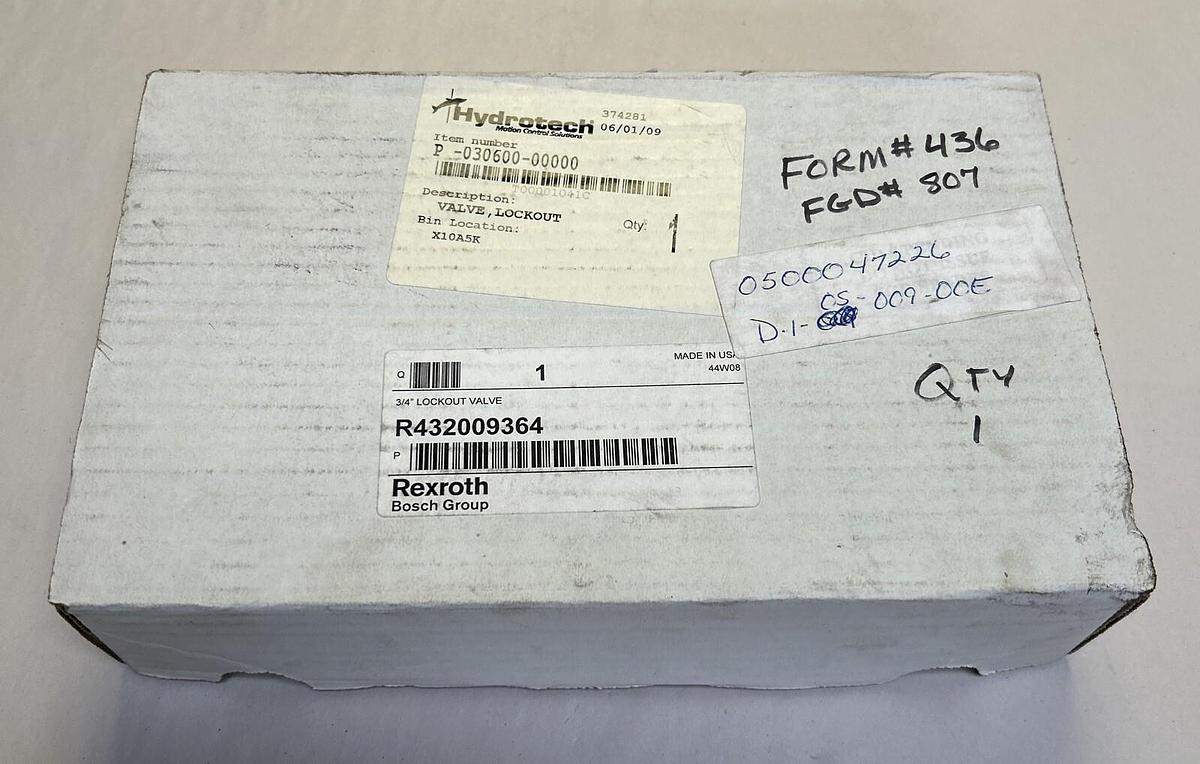 Hydrotech
Motion Control Solutions
374281
06/01/09
Item number
P -030600-00000
T00101041C
Description:
VALVE,LOCKOUT
Qty: 1
Bin Location:
X10A5K
FORM# 436
FGD# 807
0500047226
OS-009-00E
D-1-
QTY
1
Q 1
MADE IN USA
44W08
3/4" LOCKOUT VALVE
R432009364
P
Rexroth
Bosch Group